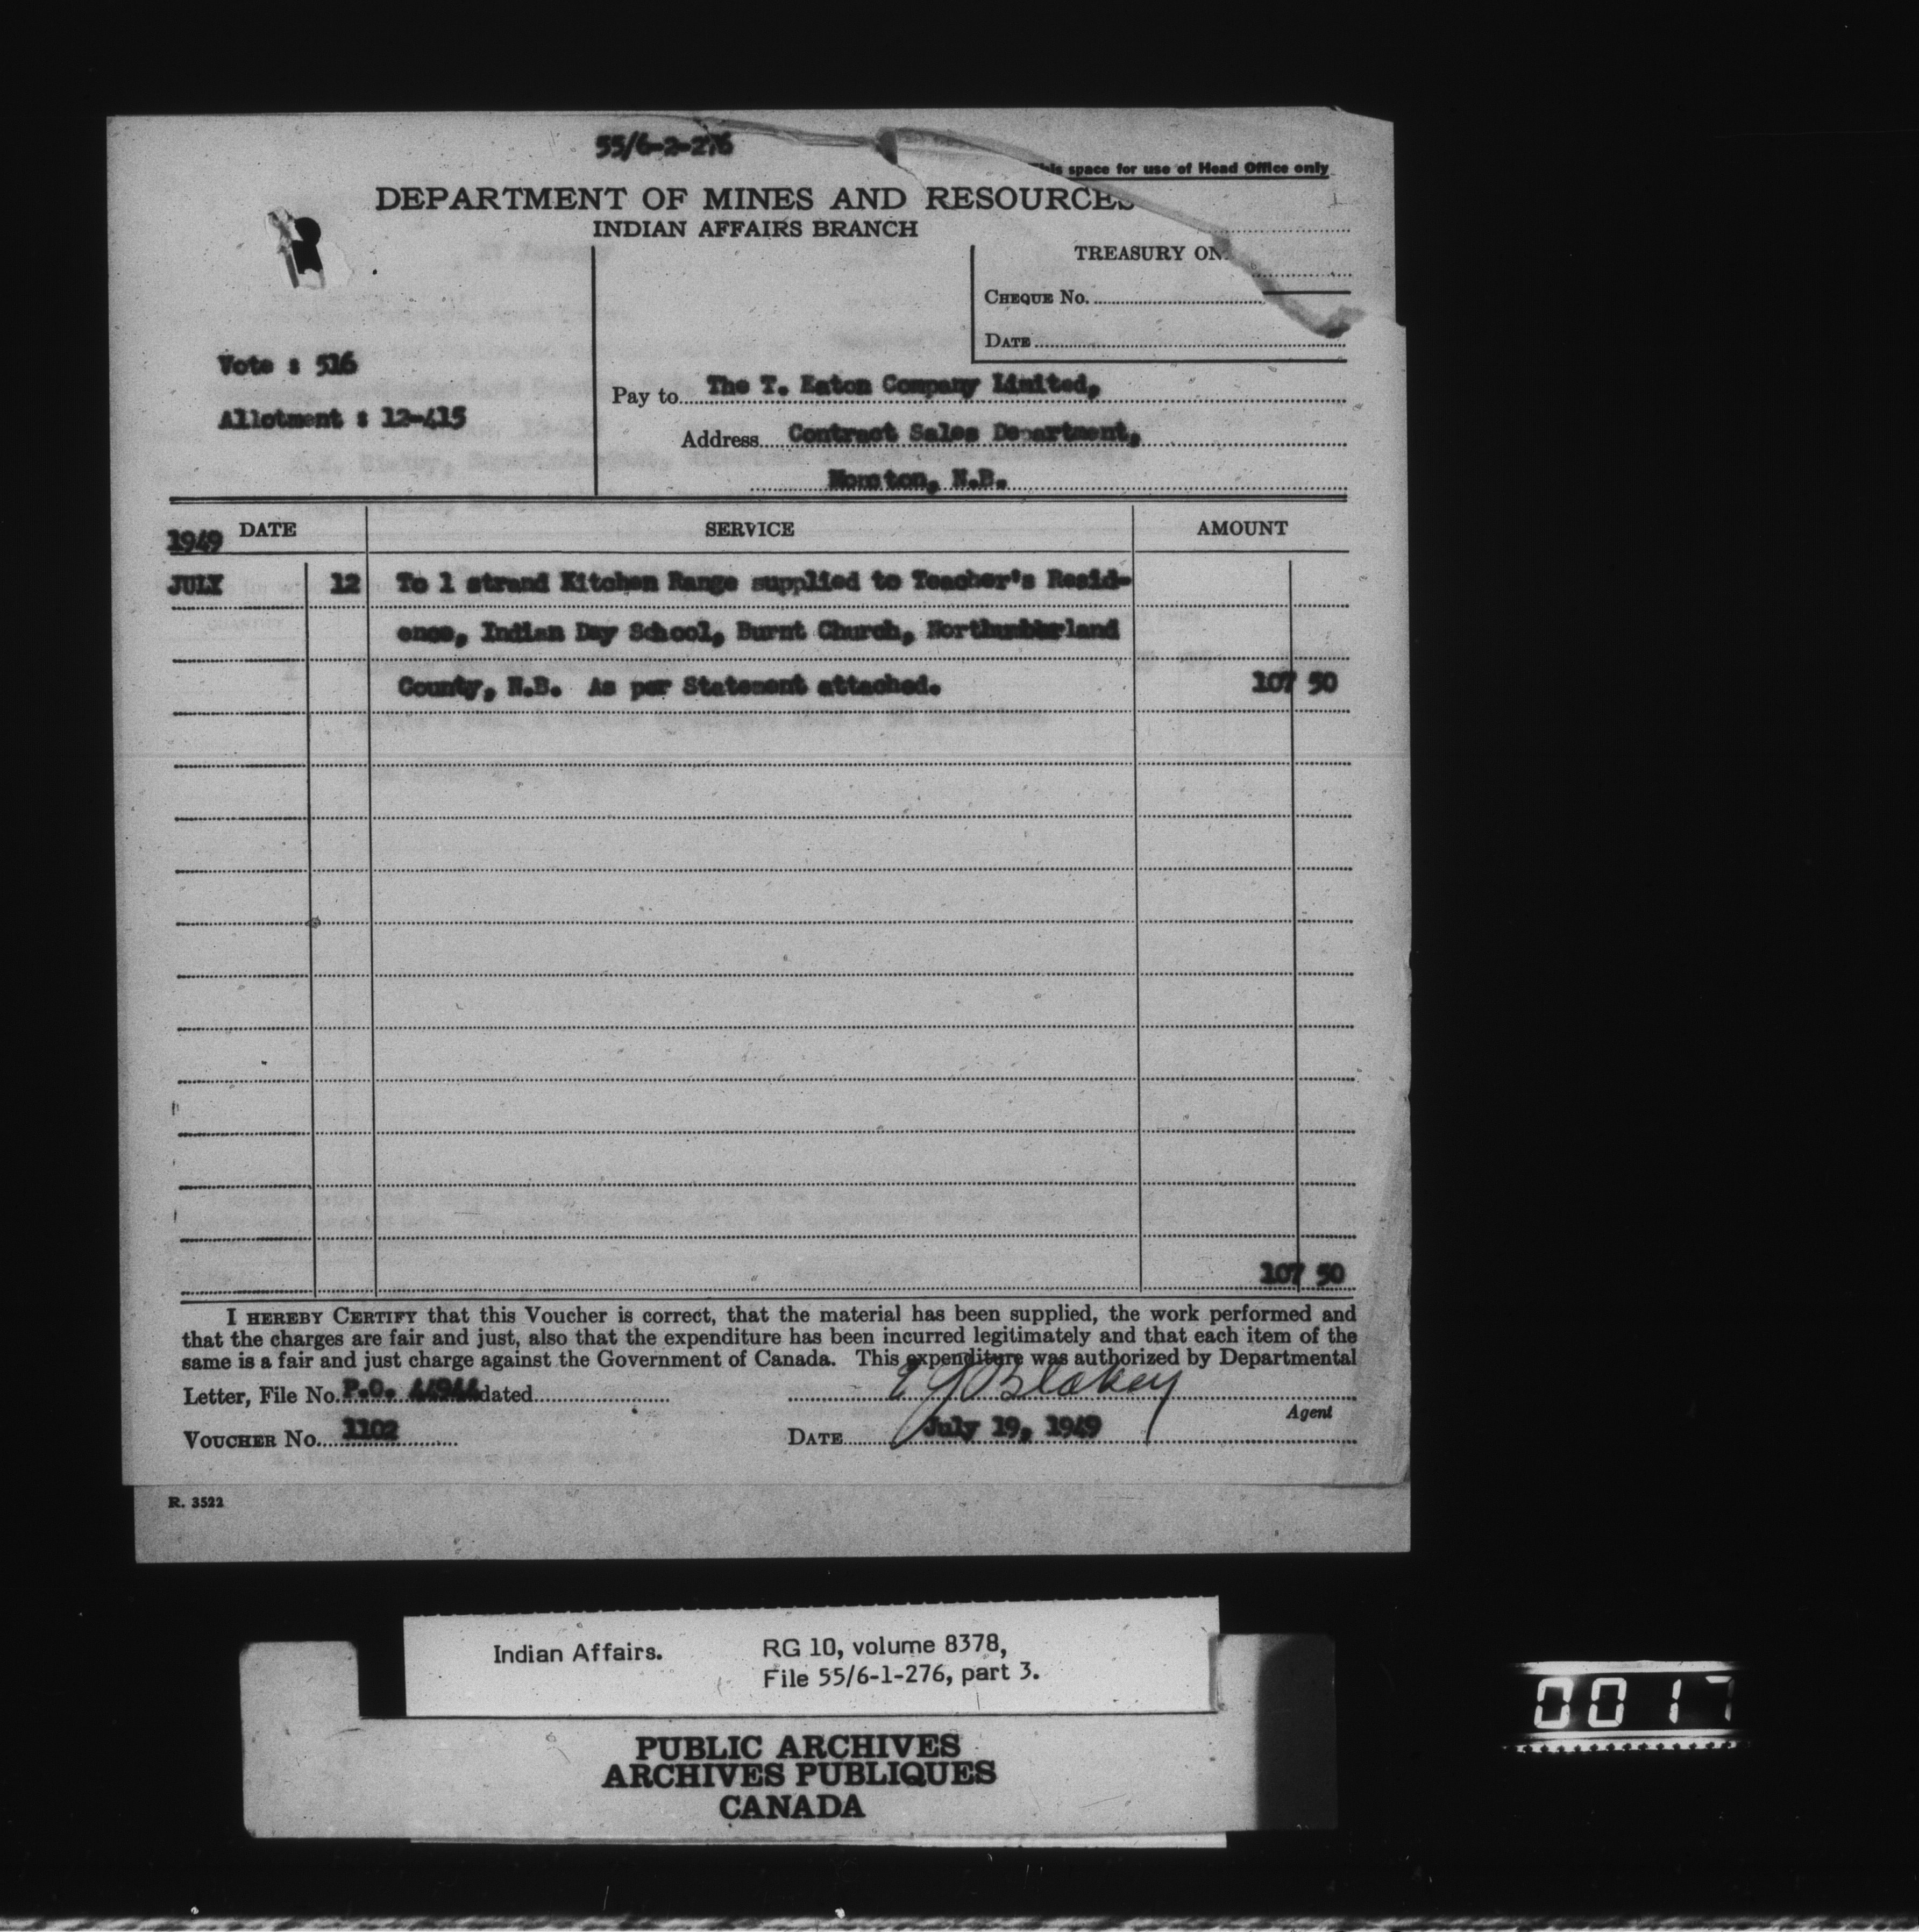 55/6-2-276
This space for use of Head Office only
DEPARTMENT OF MINES AND RESOURCES
INDIAN AFFAIRS BRANCH
TREASURY ON
CHEQUE No.
DATE
Vote : 516
Allotment : 12-415
Pay to The T. Eaton Company Limited,
Address Contract Sales Department,
Moncton, N.B.
1949 DATE SERVICE AMOUNT
JULY 12 To 1 strand Kitchen Range supplied to Teacher's Resid-
ence, Indian Day School, Burnt Church, Northumberland
County, N.B. As per Statement attached. 107 50
107 50
I HEREBY CERTIFY that this Voucher is correct, that the material has been supplied, the work performed and
that the charges are fair and just, also that the expenditure has been incurred legitimately and that each item of the
same is a fair and just charge against the Government of Canada. This expenditure was authorized by Departmental
Letter, File No. P.O. 44944 dated E J Blakey
Agent
VOUCHER No. 1102 DATE July 19, 1949
R. 3522
Indian Affairs. RG 10, volume 8378,
File 55/6-1-276, part 3.
PUBLIC ARCHIVES
ARCHIVES PUBLIQUES
CANADA
0017